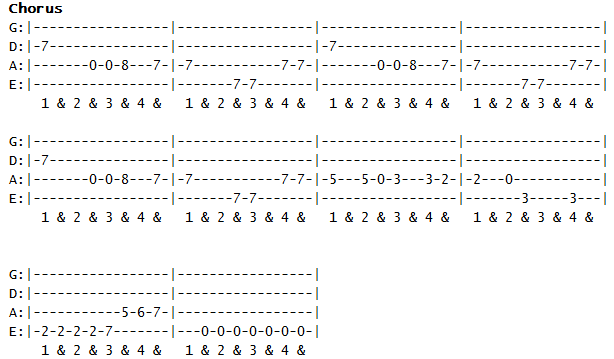 Chorus
G:|-----------------|-----------------|-----------------|-----------------|
D:|-7---------------|-----------------|-7---------------|-----------------|
A:|-------0-0-8---7-|-7-----------7-7-|-------0-0-8---7-|-7-----------7-7-|
E:|-----------------|-------7-7-------|-----------------|-------7-7-------|
    1 & 2 & 3 & 4 &   1 & 2 & 3 & 4 &   1 & 2 & 3 & 4 &   1 & 2 & 3 & 4 &
G:|-----------------|-----------------|-----------------|-----------------|
D:|-7---------------|-----------------|-----------------|-----------------|
A:|-------0-0-8---7-|-7-----------7-7-|-5---5-0-3---3-2-|-2---0-----------|
E:|-----------------|-------7-7-------|-----------------|-------3-----3---|
    1 & 2 & 3 & 4 &   1 & 2 & 3 & 4 &   1 & 2 & 3 & 4 &   1 & 2 & 3 & 4 &
G:|-----------------|-----------------|
D:|-----------------|-----------------|
A:|-----------5-6-7-|-----------------|
E:|-2-2-2-2-7-------|---0-0-0-0-0-0-0-|
    1 & 2 & 3 & 4 &   1 & 2 & 3 & 4 &